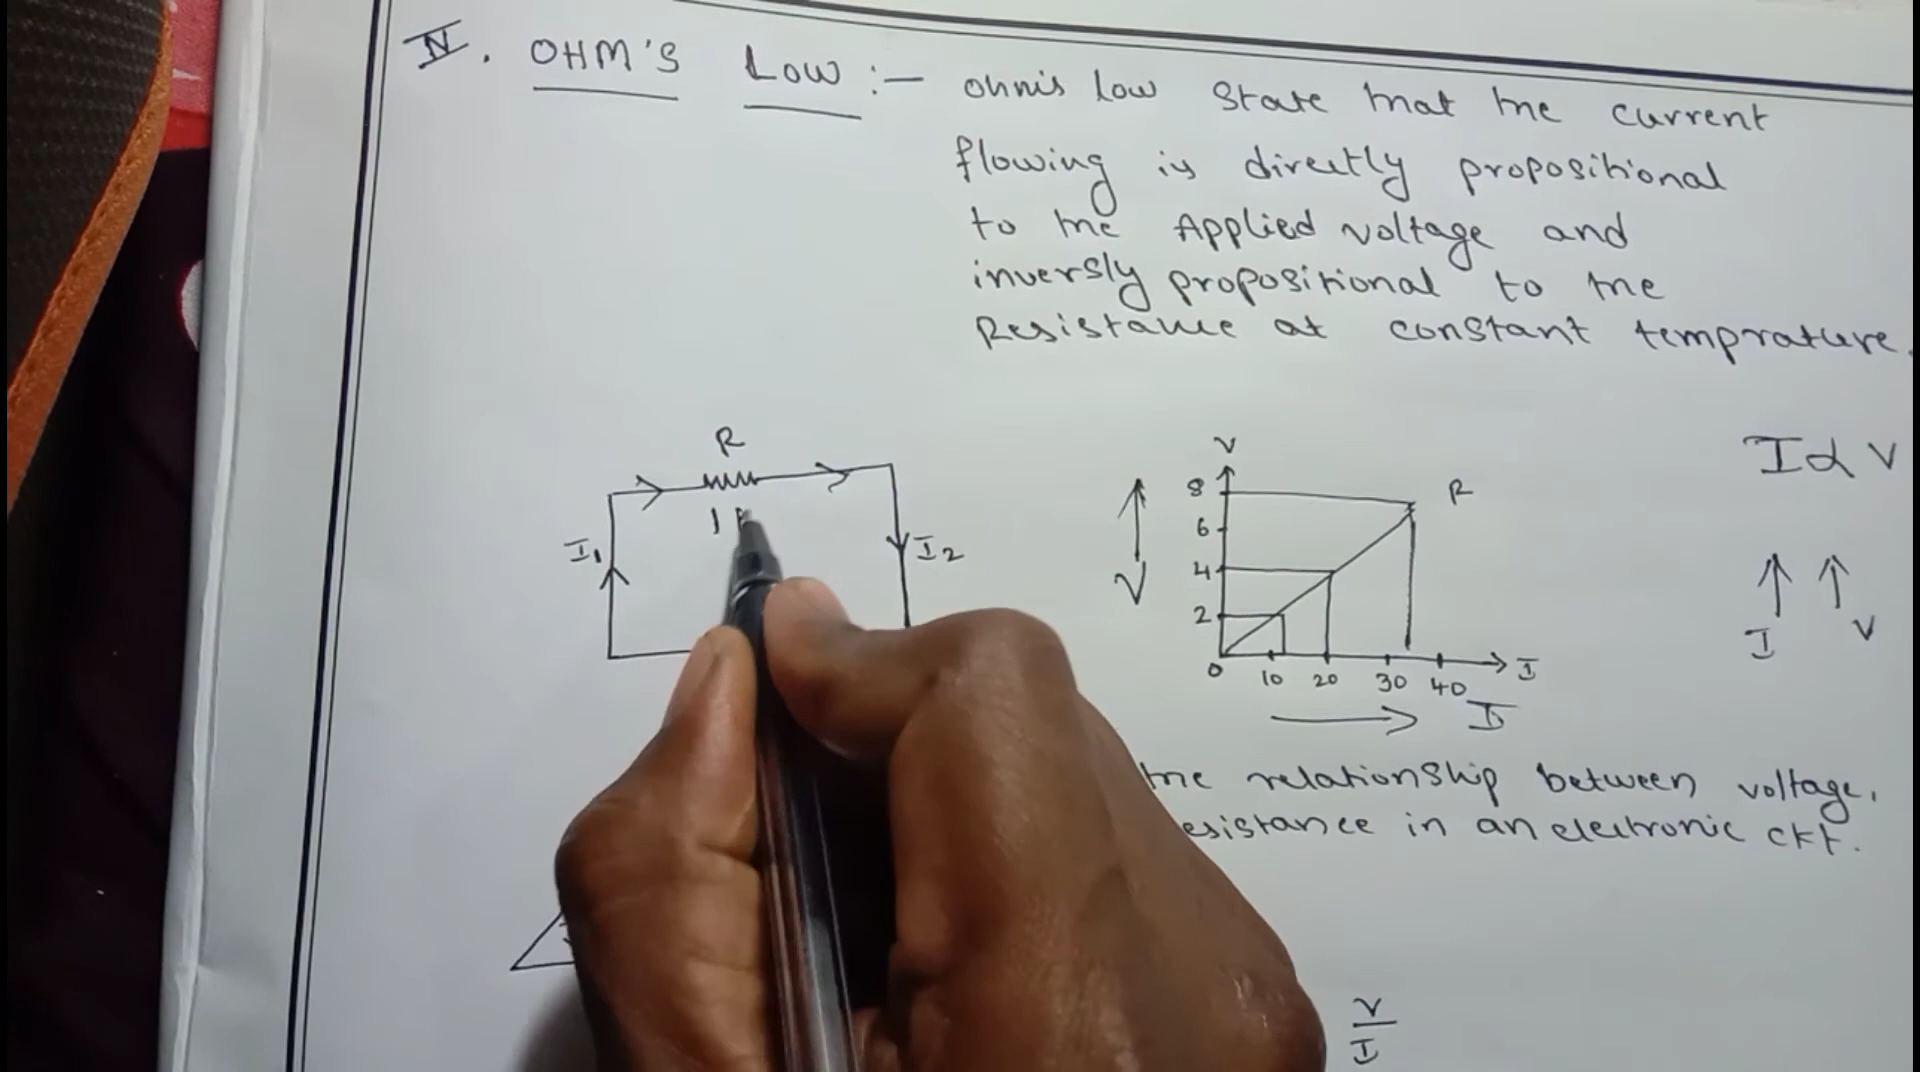 IV. OHM'S Low :- ohm's low State that the current
flowing is directly propositional
to the Applied voltage and
inversly propositional to the
Resistance at constant temprature.
R
I1
I2
V
8
6
4
2
0
10 20 30 40
I
R
V
I
I α V
I V
the relationship between voltage,
esistance in an electronic ckt.
V
I